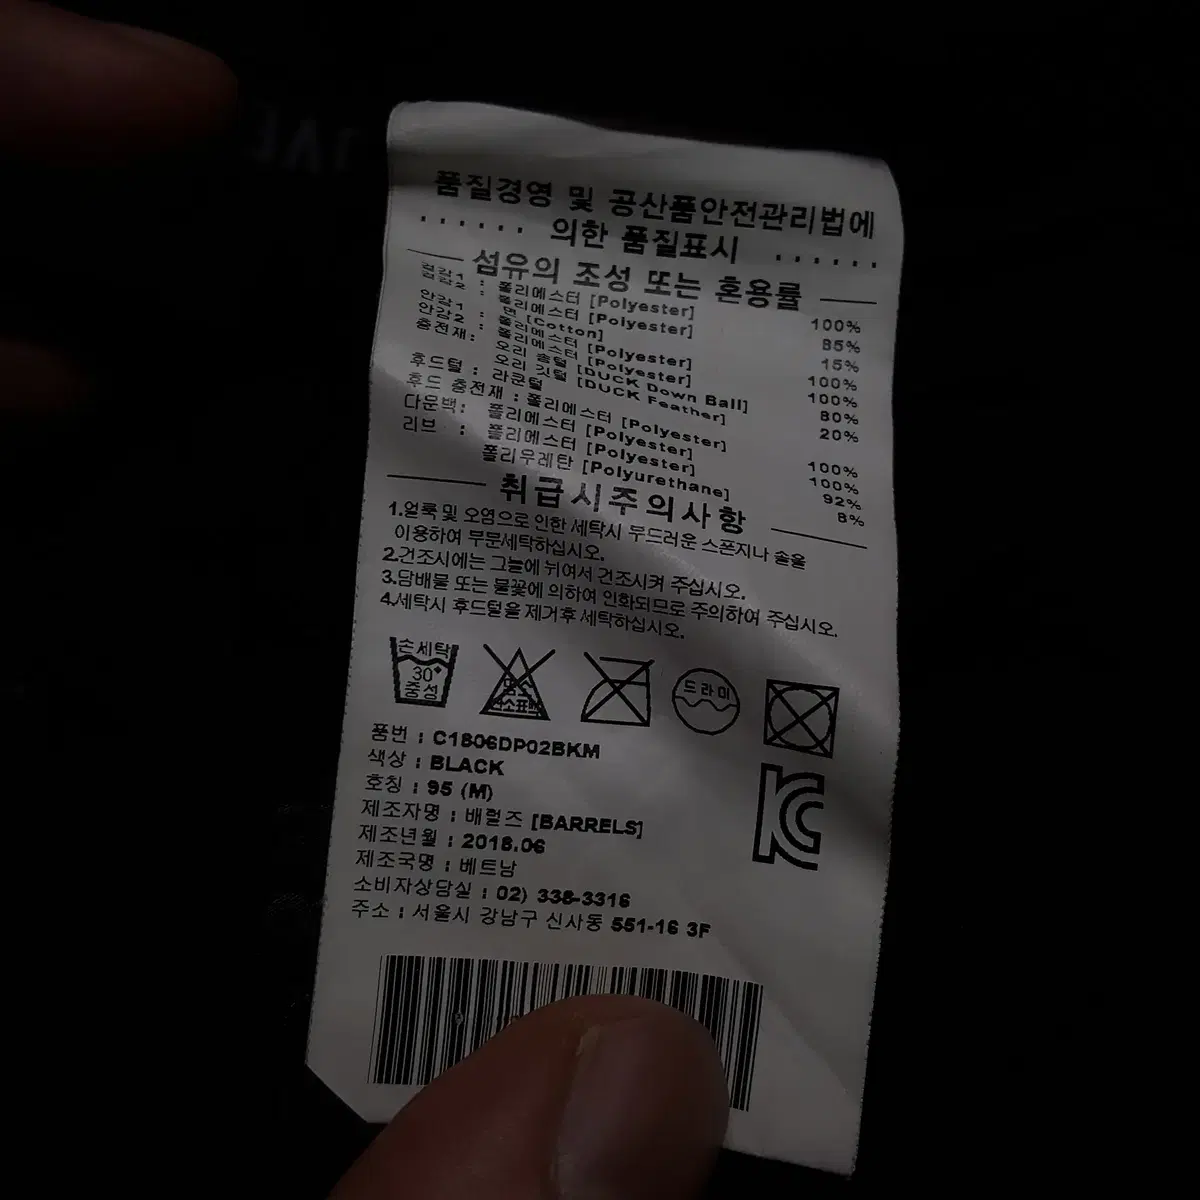 품질경영 및 공산품안전관리법에
...... 의한 품질표시 ......
섬유의 조성 또는 혼용률
겉감1 : 폴리에스터 [Polyester] 100%
겉감2 : 폴리에스터 [Polyester] 85%
면 [Cotton] 15%
안감1 : 폴리에스터 [Polyester] 100%
안감2 : 폴리에스터 [Polyester] 100%
충전재: 오리 솜털 [DUCK Down Ball] 80%
오리 깃털 [DUCK Feather] 20%
후드털 : 라쿤털
후드 충전재 : 폴리에스터 [Polyester] 100%
다운백: 폴리에스터 [Polyester] 100%
리브 : 폴리에스터 [Polyester] 92%
폴리우레탄 [Polyurethane] 8%
취급시주의사항
1.얼룩 및 오염으로 인한 세탁시 부드러운 스폰지나 솔을
이용하여 부분세탁하십시오.
2.건조시에는 그늘에 뉘여서 건조시켜 주십시오.
3.담배불 또는 불꽃에 의하여 인화되므로 주의하여 주십시오.
4.세탁시 후드털을 제거후 세탁하십시오.
손세탁
30°
중성
염소
산소표백
드라이
품번 : C1806DP02BKM
색상 : BLACK
호칭 : 95 (M)
제조자명 : 배럴즈 [BARRELS]
제조년월 : 2018.06
제조국명 : 베트남
소비자상담실 : 02) 338-3316
주소 : 서울시 강남구 신사동 551-16 3F